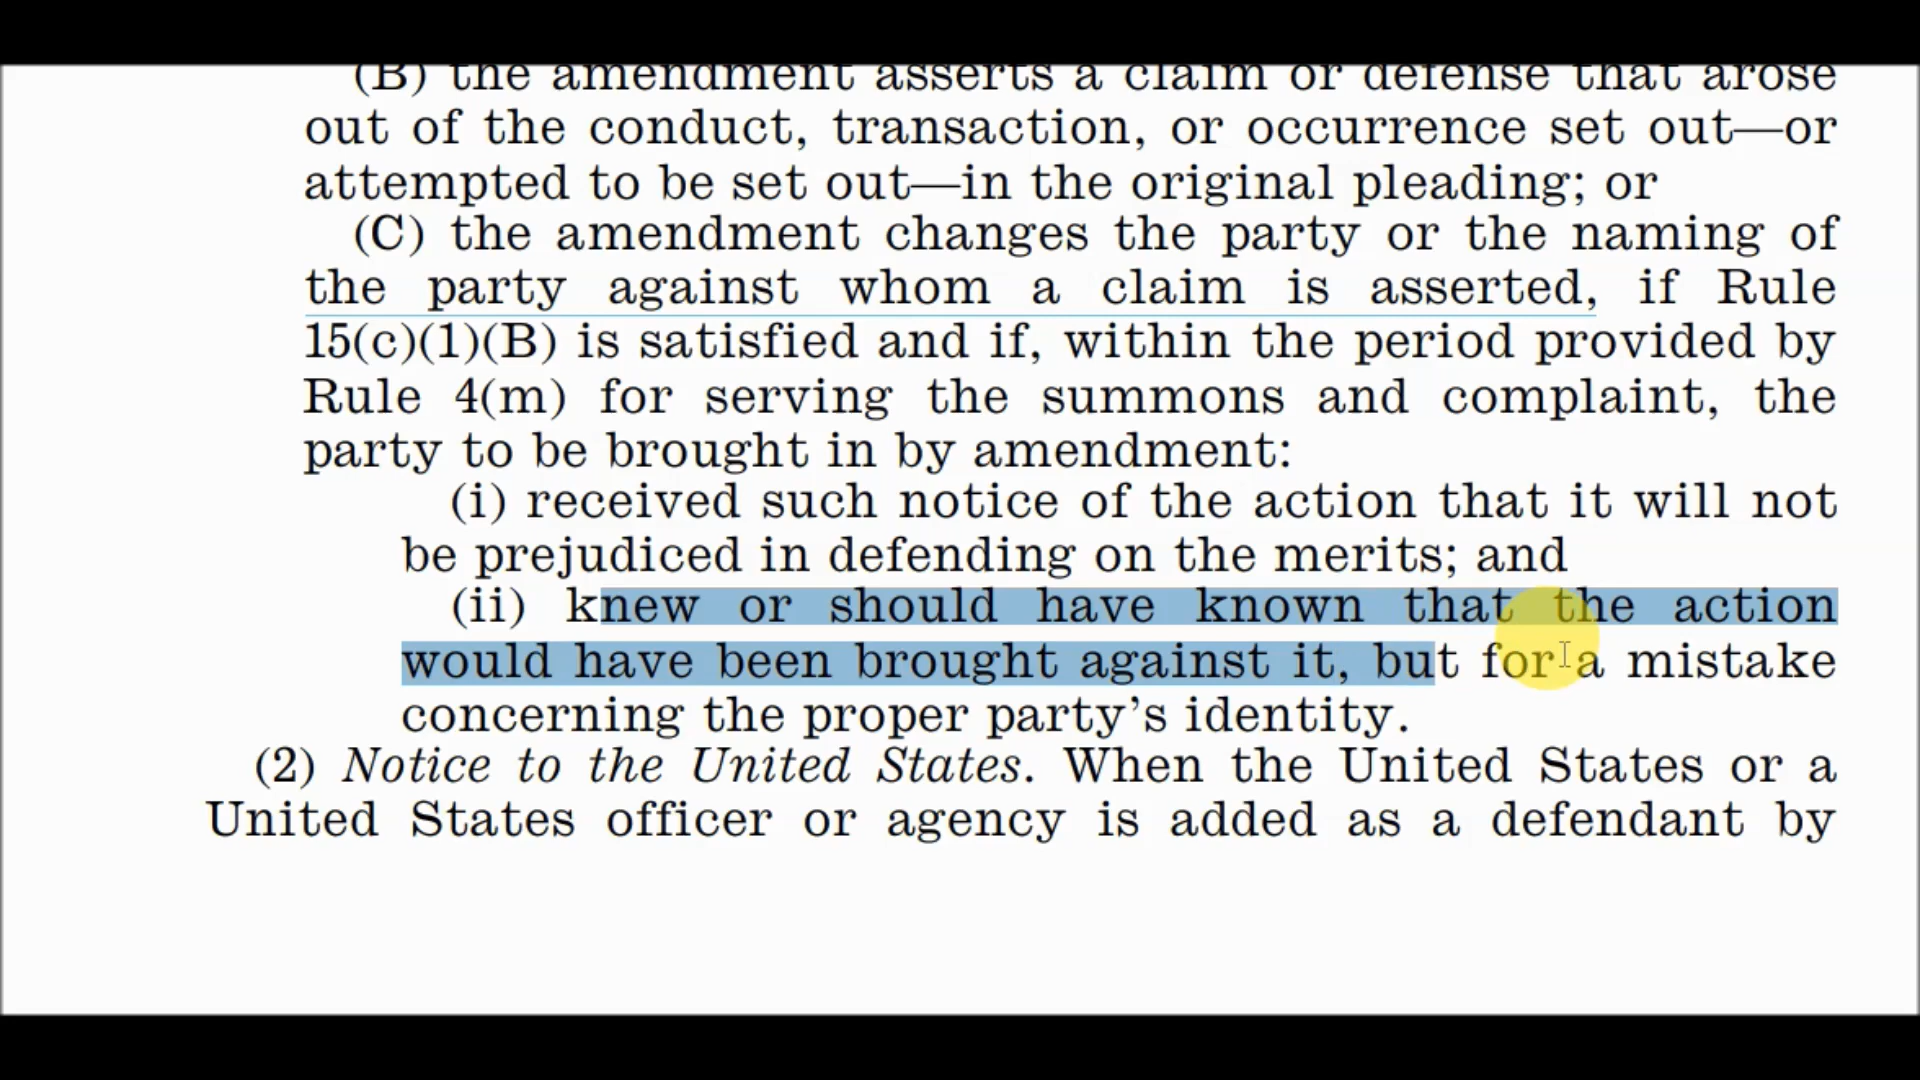 (B) the amendment asserts a claim or defense that arose
out of the conduct, transaction, or occurrence set out—or
attempted to be set out—in the original pleading; or
(C) the amendment changes the party or the naming of
the party against whom a claim is asserted, if Rule
15(c)(1)(B) is satisfied and if, within the period provided by
Rule 4(m) for serving the summons and complaint, the
party to be brought in by amendment:
(i) received such notice of the action that it will not
be prejudiced in defending on the merits; and
(ii) knew or should have known that the action
would have been brought against it, but for a mistake
concerning the proper party’s identity.
(2) Notice to the United States. When the United States or a
United States officer or agency is added as a defendant by